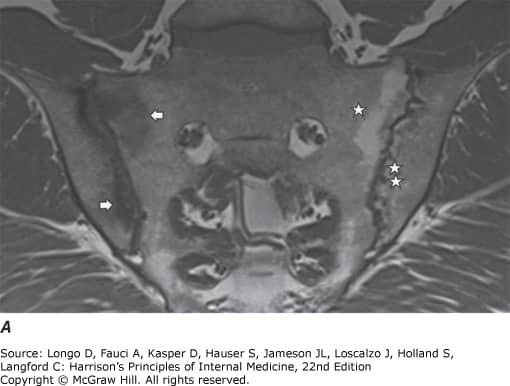 A
Source: Longo D, Fauci A, Kasper D, Hauser S, Jameson JL, Loscalzo J, Holland S,
Langford C: Harrison's Principles of Internal Medicine, 22nd Edition
Copyright © McGraw Hill. All rights reserved.